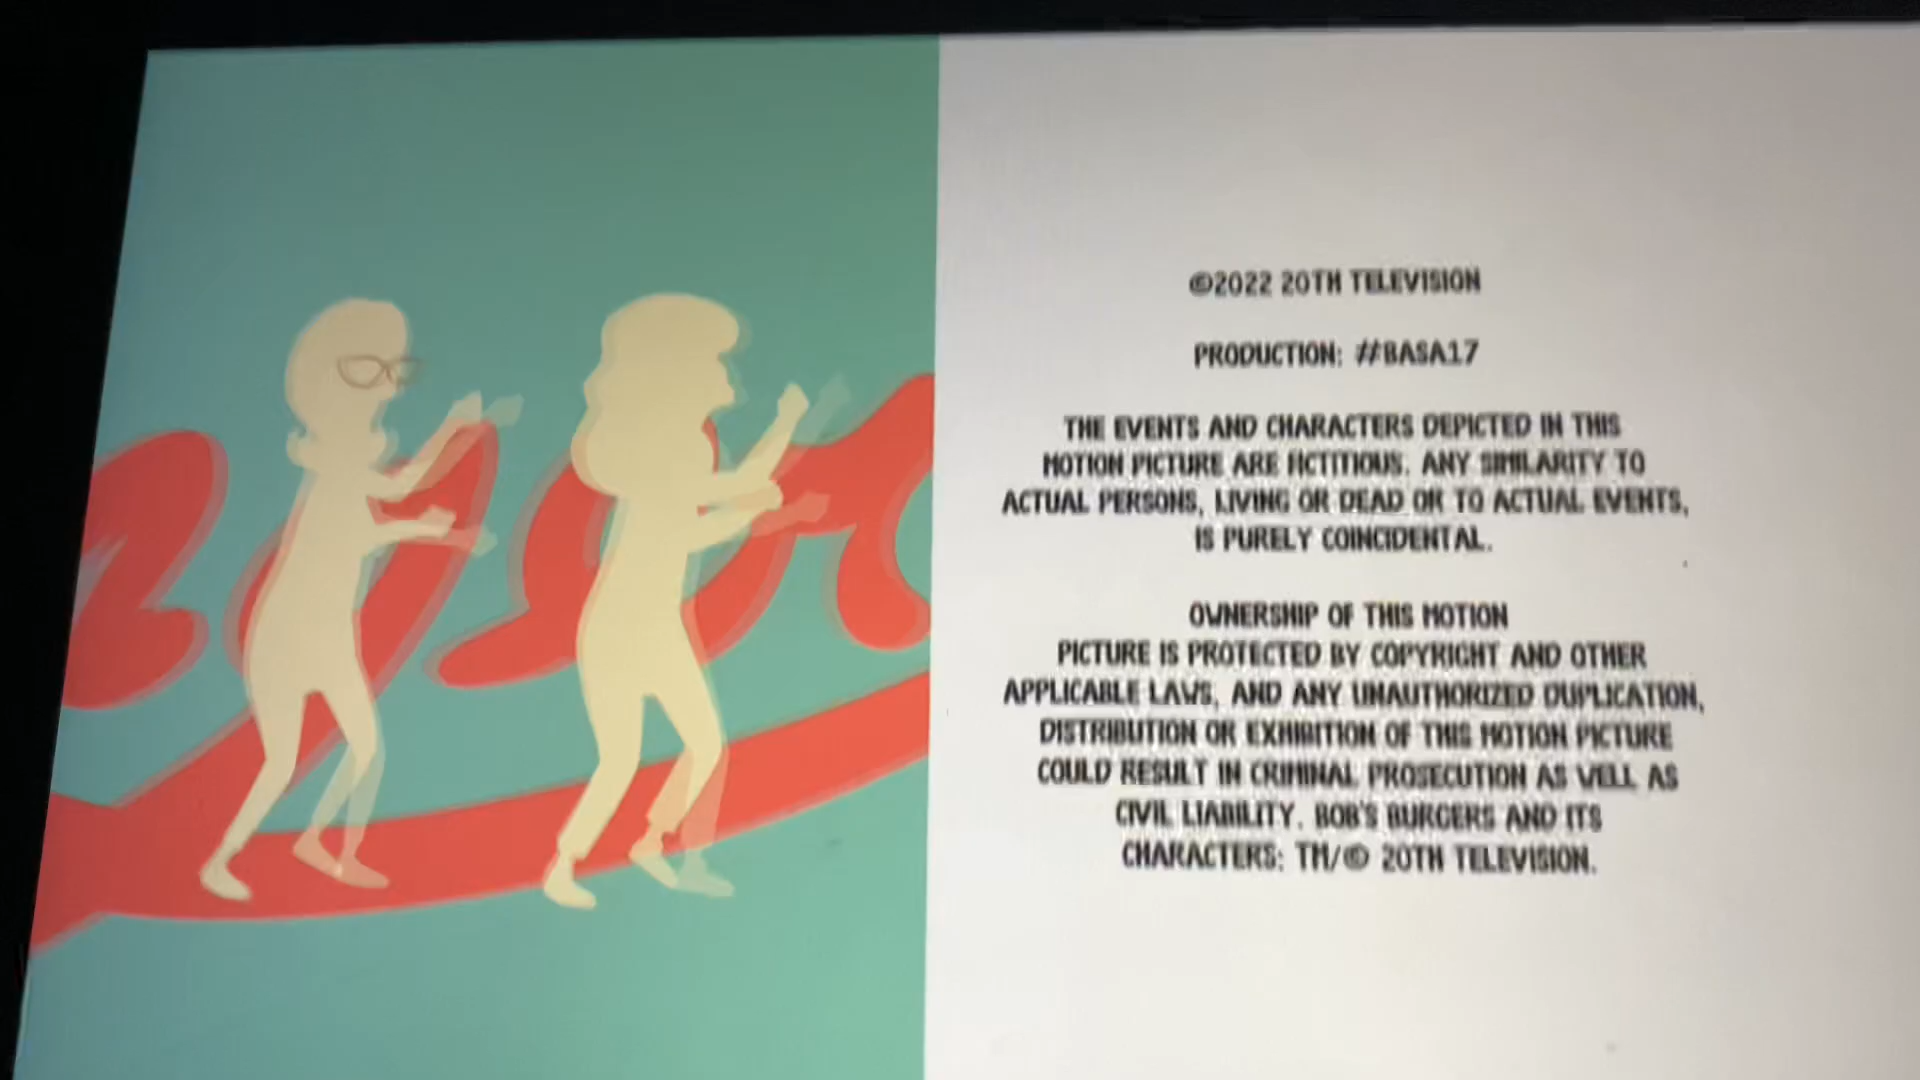 ©2022 20TH TELEVISION
PRODUCTION: #BASA17
THE EVENTS AND CHARACTERS DEPICTED IN THIS
MOTION PICTURE ARE FICTITIOUS. ANY SIMILARITY TO
ACTUAL PERSONS, LIVING OR DEAD OR TO ACTUAL EVENTS,
IS PURELY COINCIDENTAL.
OWNERSHIP OF THIS MOTION
PICTURE IS PROTECTED BY COPYRIGHT AND OTHER
APPLICABLE LAWS, AND ANY UNAUTHORIZED DUPLICATION,
DISTRIBUTION OR EXHIBITION OF THIS MOTION PICTURE
COULD RESULT IN CRIMINAL PROSECUTION AS WELL AS
CIVIL LIABILITY. BOB'S BURGERS AND ITS
CHARACTERS: TM/© 20TH TELEVISION.